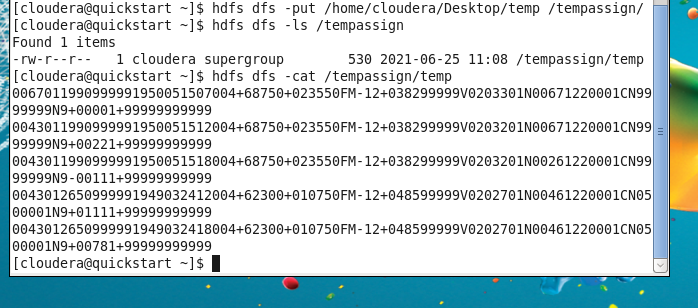 [cloudera@quickstart ~]$ hdfs dfs -put /home/cloudera/Desktop/temp /tempassign/
[cloudera@quickstart ~]$ hdfs dfs -ls /tempassign
Found 1 items
-rw-r--r--   1 cloudera supergroup        530 2021-06-25 11:08 /tempassign/temp
[cloudera@quickstart ~]$ hdfs dfs -cat /tempassign/temp
0067011990999991950051507004+68750+023550FM-12+038299999V0203301N00671220001CN99
99999N9+00001+99999999999
0043011990999991950051512004+68750+023550FM-12+038299999V0203201N00671220001CN99
99999N9+00221+99999999999
0043011990999991950051518004+68750+023550FM-12+038299999V0203201N00261220001CN99
99999N9-00111+99999999999
0043012650999991949032412004+62300+010750FM-12+048599999V0202701N00461220001CN05
00001N9+01111+99999999999
0043012650999991949032418004+62300+010750FM-12+048599999V0202701N00461220001CN05
00001N9+00781+99999999999
[cloudera@quickstart ~]$